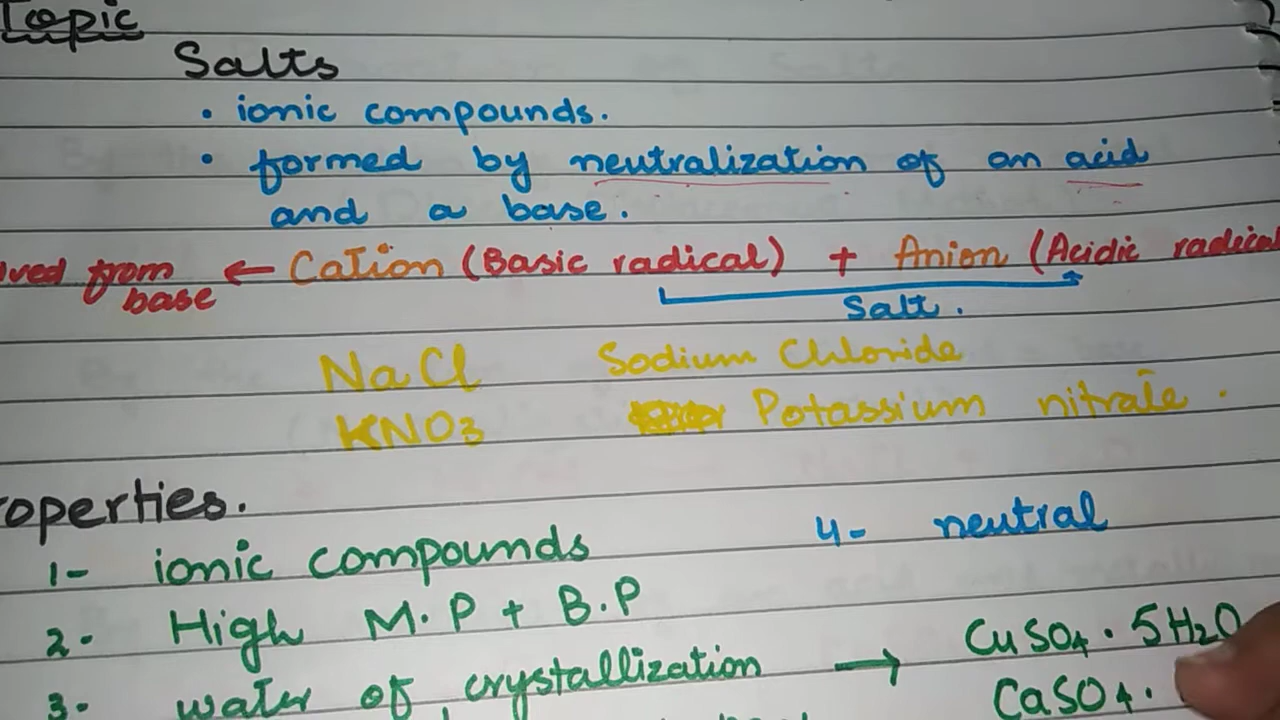 Topic
Salts
• ionic compounds.
• formed by neutralization of an acid
and a base.
from ← Cation (Basic radical) + Anion (Acidic radical
base
Salt.
NaCl Sodium Chloride
KNO3 Potassium nitrate.
roperties.
1- ionic compounds 4- neutral
2. High M.P + B.P
3. water of crystallization → CuSO4 · 5H2O
CaSO4 ·